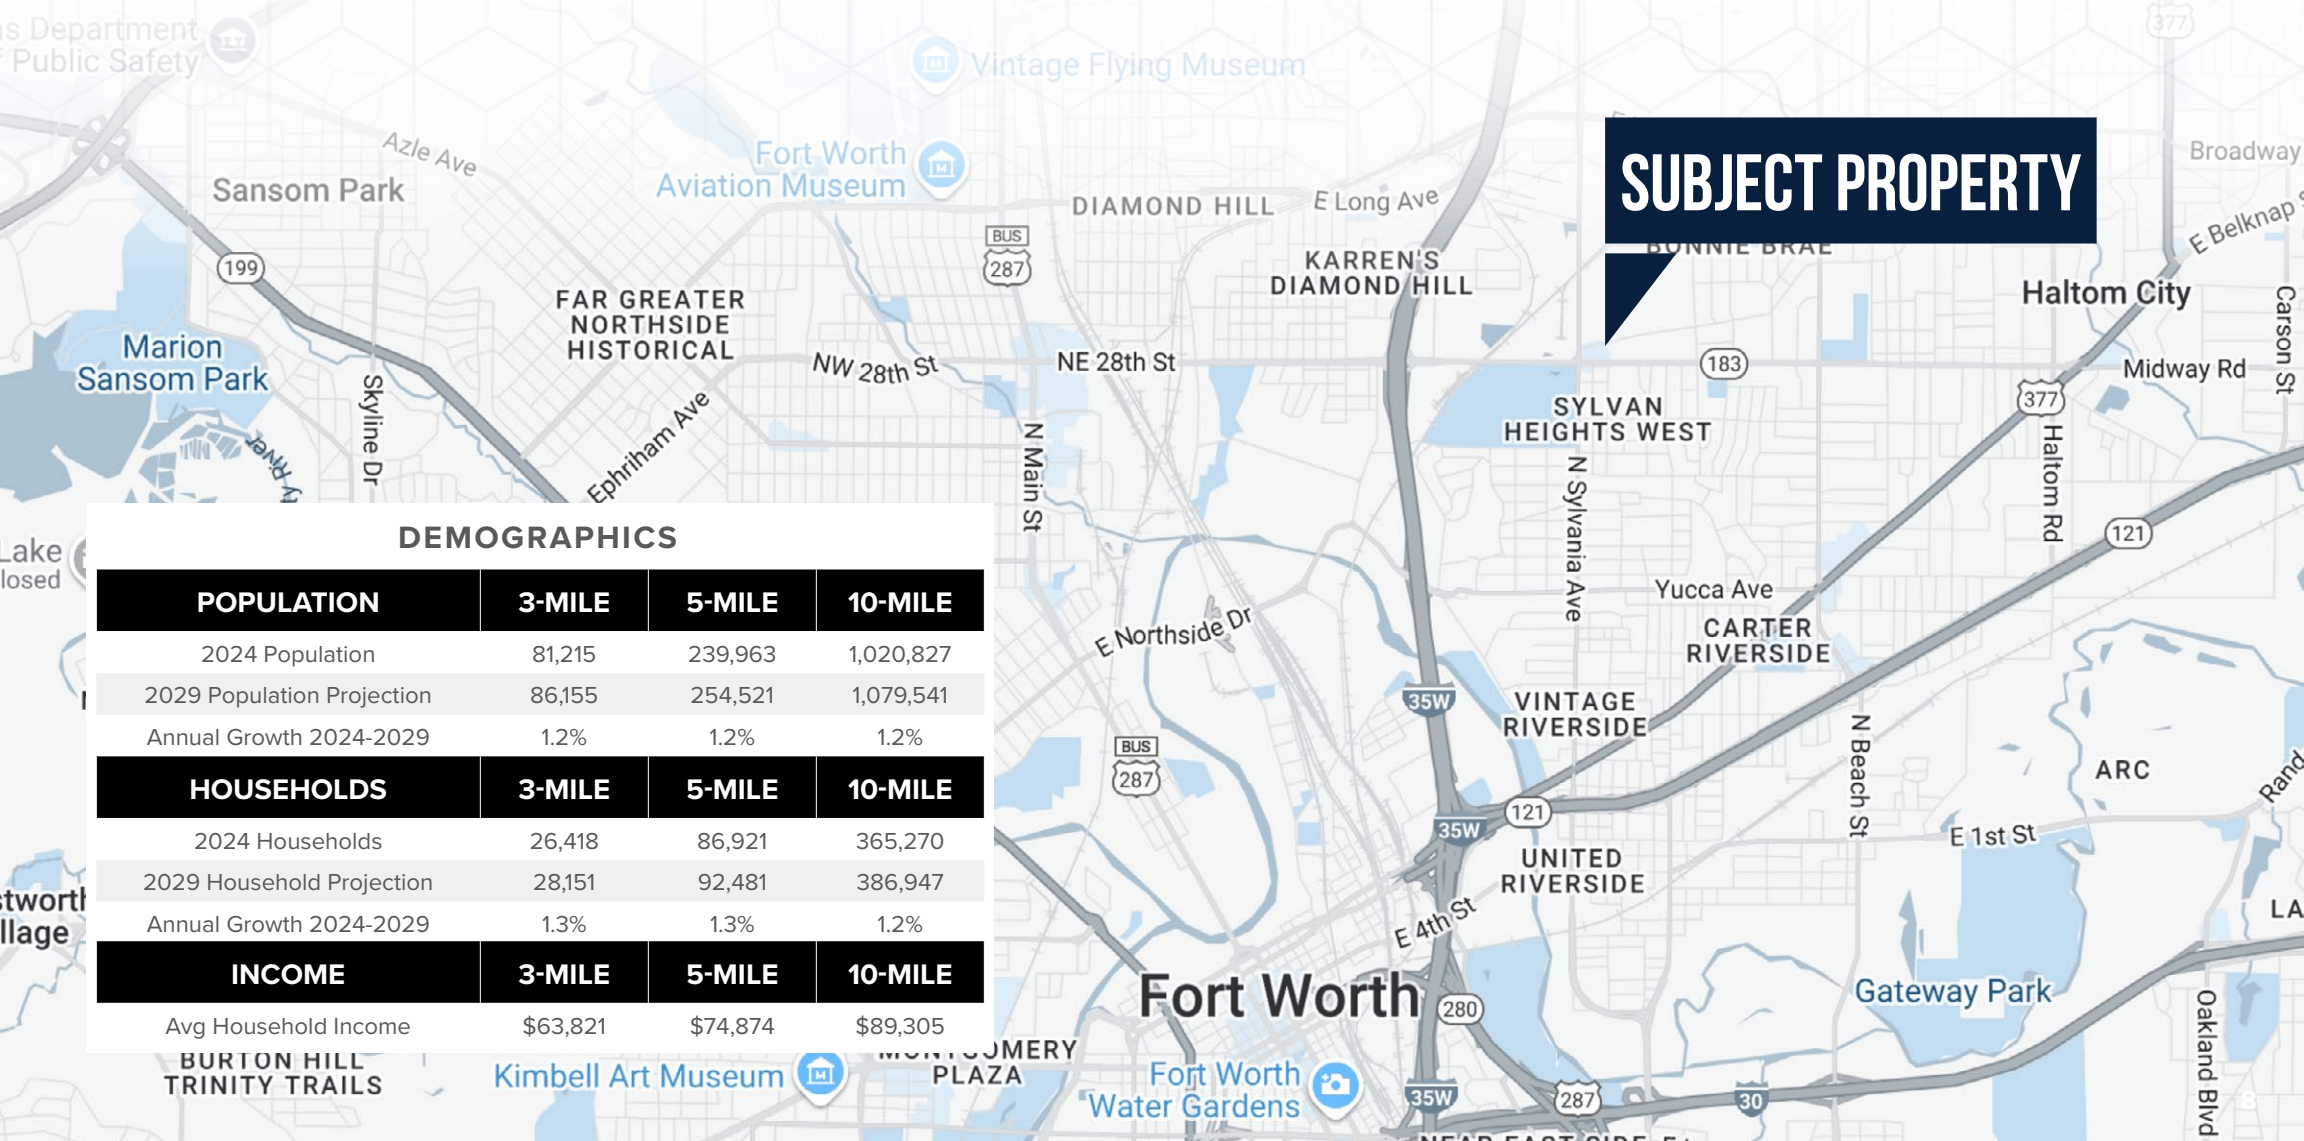 s Department
Public Safety
Vintage Flying Museum
377
Azle Ave
Sansom Park
Fort Worth
Aviation Museum
DIAMOND HILL
E Long Ave
SUBJECT PROPERTY
BONNIE BRAE
Broadway
E Belknap
BUS
287
199
KARREN'S
DIAMOND HILL
Haltom City
Carson St
FAR GREATER
NORTHSIDE
HISTORICAL
Marion
Sansom Park
NW 28th St
NE 28th St
183
Midway Rd
377
Skyline Dr
Ephriham Ave
SYLVAN
HEIGHTS WEST
N Main St
N Sylvania Ave
Haltom Rd
121
y River
Lake
losed
DEMOGRAPHICS
POPULATION 3-MILE 5-MILE 10-MILE
2024 Population 81,215 239,963 1,020,827
2029 Population Projection 86,155 254,521 1,079,541
Annual Growth 2024-2029 1.2% 1.2% 1.2%
HOUSEHOLDS 3-MILE 5-MILE 10-MILE
2024 Households 26,418 86,921 365,270
2029 Household Projection 28,151 92,481 386,947
Annual Growth 2024-2029 1.3% 1.3% 1.2%
INCOME 3-MILE 5-MILE 10-MILE
Avg Household Income $63,821 $74,874 $89,305
Yucca Ave
E Northside Dr
CARTER
RIVERSIDE
35W
VINTAGE
RIVERSIDE
BUS
287
N Beach St
ARC
Rand
121
35W
E 1st St
UNITED
RIVERSIDE
stworth
llage
E 4th St
LA
Fort Worth
280
Gateway Park
Oakland Blvd
BURTON HILL
TRINITY TRAILS
Kimbell Art Museum
MONTGOMERY
PLAZA
Fort Worth
Water Gardens
35W
287
30
8